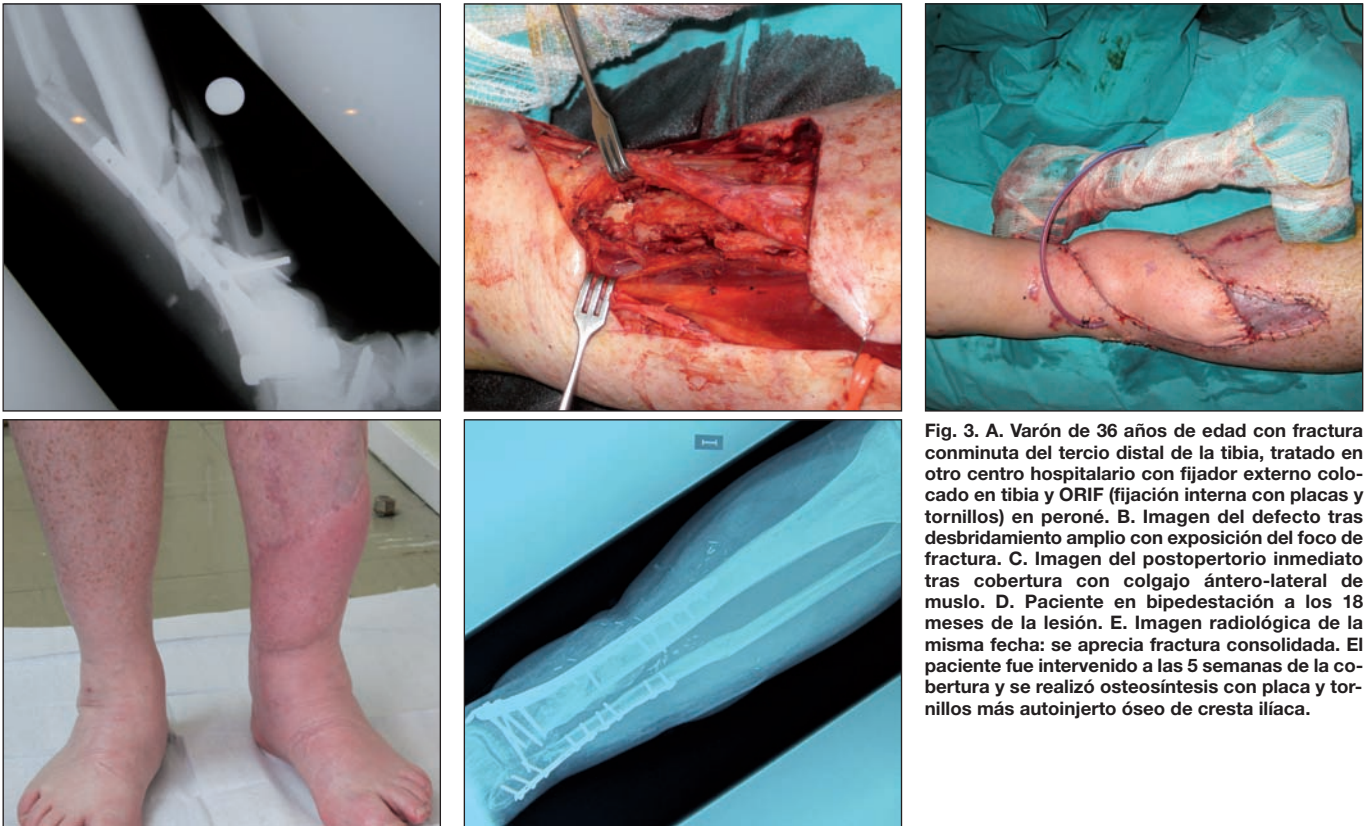 Fig. 3. A. Varón de 36 años de edad con fractura
conminuta del tercio distal de la tibia, tratado en
otro centro hospitalario con fijador externo colo-
cado en tibia y ORIF (fijación interna con placas y
tornillos) en peroné. B. Imagen del defecto tras
desbridamiento amplio con exposición del foco de
fractura. C. Imagen del postopertorio inmediato
tras cobertura con colgajo ántero-lateral de
muslo. D. Paciente en bipedestación a los 18
meses de la lesión. E. Imagen radiológica de la
misma fecha: se aprecia fractura consolidada. El
paciente fue intervenido a las 5 semanas de la co-
bertura y se realizó osteosíntesis con placa y tor-
nillos más autoinjerto óseo de cresta ilíaca.